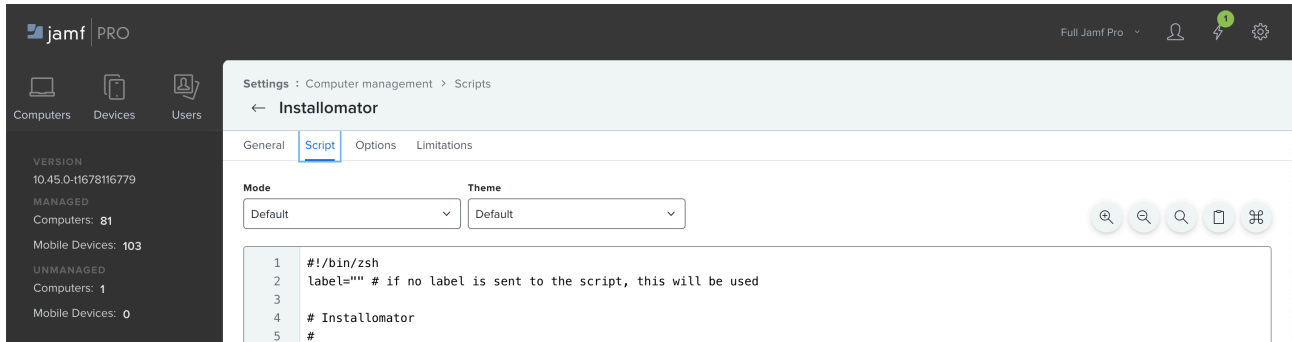 jamf PRO
Full Jamf Pro
1
Computers Devices Users
VERSION
10.45.0-t1678116779
MANAGED
Computers: 81
Mobile Devices: 103
UNMANAGED
Computers: 1
Mobile Devices: 0
Settings : Computer management > Scripts
← Installomator
General Script Options Limitations
Mode Theme
Default Default
1 #!/bin/zsh
2 label="" # if no label is sent to the script, this will be used
3
4 # Installomator
5 #